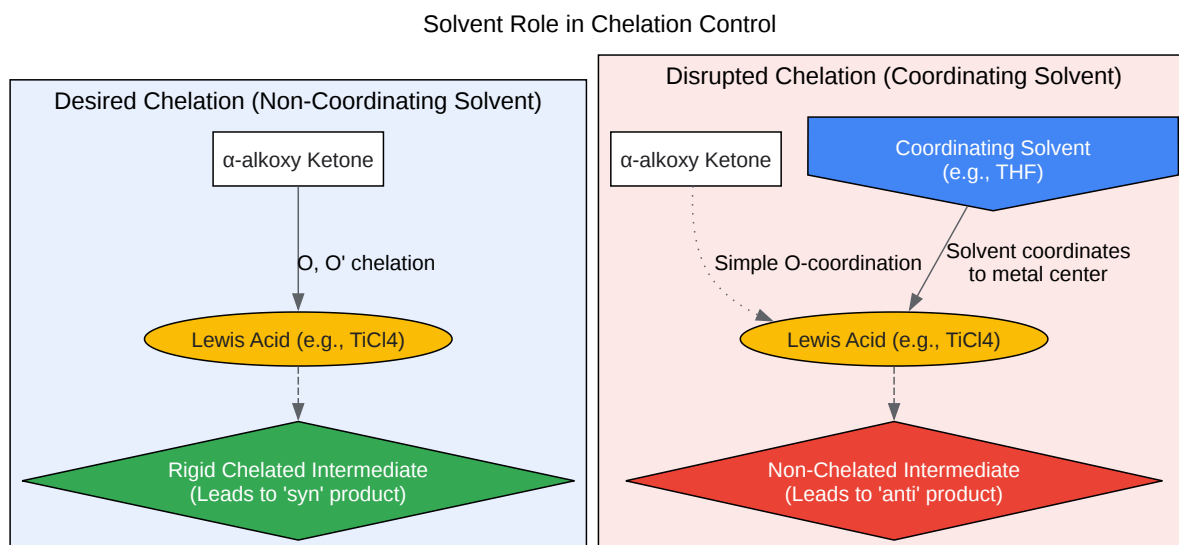 Solvent Role in Chelation Control
Desired Chelation (Non-Coordinating Solvent)
α-alkoxy Ketone
O, O' chelation
Lewis Acid (e.g., TiCl4)
Rigid Chelated Intermediate
(Leads to 'syn' product)
Disrupted Chelation (Coordinating Solvent)
α-alkoxy Ketone
Coordinating Solvent
(e.g., THF)
Simple O-coordination
Solvent coordinates
to metal center
Lewis Acid (e.g., TiCl4)
Non-Chelated Intermediate
(Leads to 'anti' product)